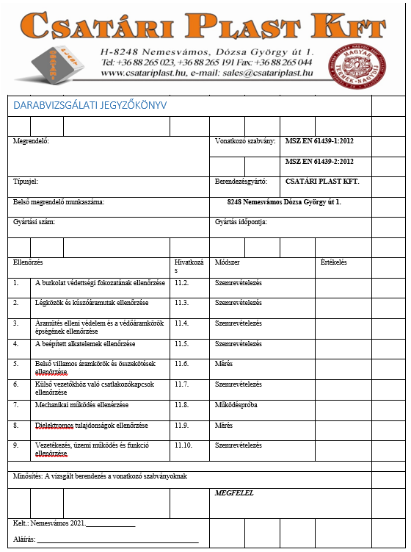 CSATÁRI PLAST KFT
H-8248 Nemesvámos, Dózsa György út 1.
Tel: +36 88 265 023, +36 88 265 191 Fax: +36 88 265 044
www.csatariplast.hu, e-mail: sales@csatariplast.hu
DARABVIZSGÁLATI JEGYZŐKÖNYV
Megrendelő: Vonatkozó szabvány: MSZ EN 61439-1:2012
MSZ EN 61439-2:2012
Típusjel: Berendezésgyártó: CSATÁRI PLAST KFT.
Belső megrendelő munkaszáma: 8248 Nemesvámos Dózsa György út 1.
Gyártási szám: Gyártás időpontja:
Ellenőrzés Hivatkozá Módszer Értékelés
s
1. A burkolat védettségi fokozatának ellenőrzése 11.2. Szemrevételezés
2. Légközök és kúszóáramutak ellenőrzése 11.3. Szemrevételezés
3. Áramütés elleni védelem és a védőáramkörök 11.4. Szemrevételezés
épségének ellenőrzése
4. A beépített alkatelemek ellenőrzése 11.5. Szemrevételezés
5. Belső villamos áramkörök és összekötések 11.6. Mérés
ellenőrzése
6. Külső vezetőkhöz való csatlakozókapcsok 11.7. Szemrevételezés
ellenőrzése
7. Mechanikai működés ellenőrzése 11.8. Működéspróba
8. Dielektromos tulajdonságok ellenőrzése 11.9. Mérés
9. Vezetékezés, üzemi működés és funkció 11.10. Szemrevételezés
ellenőrzése
Minősítés: A vizsgált berendezés a vonatkozó szabványoknak
MEGFELEL
Kelt.: Nemesvámos 2021.
Aláírás: